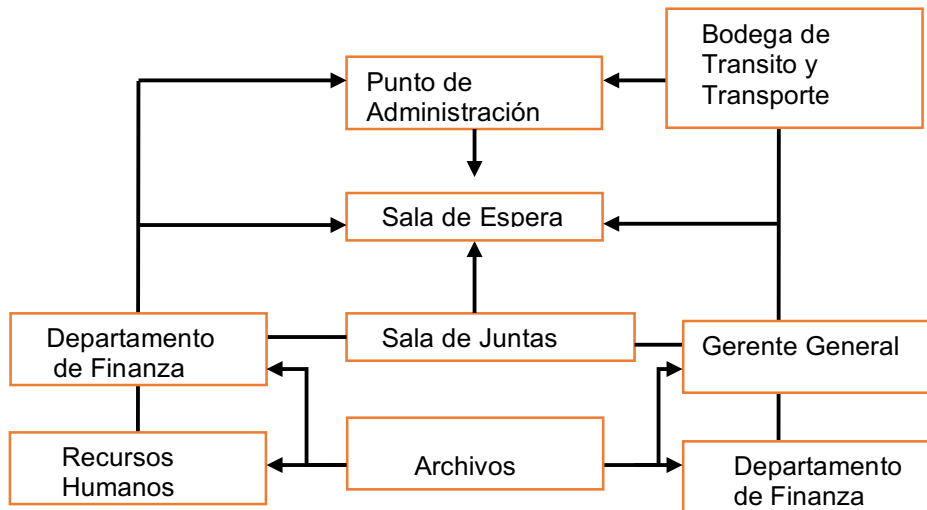 Bodega de
Transito y
Transporte
Punto de
Administración
Sala de Espera
Departamento
de Finanza
Sala de Juntas
Gerente General
Recursos
Humanos
Archivos
Departamento
de Finanza